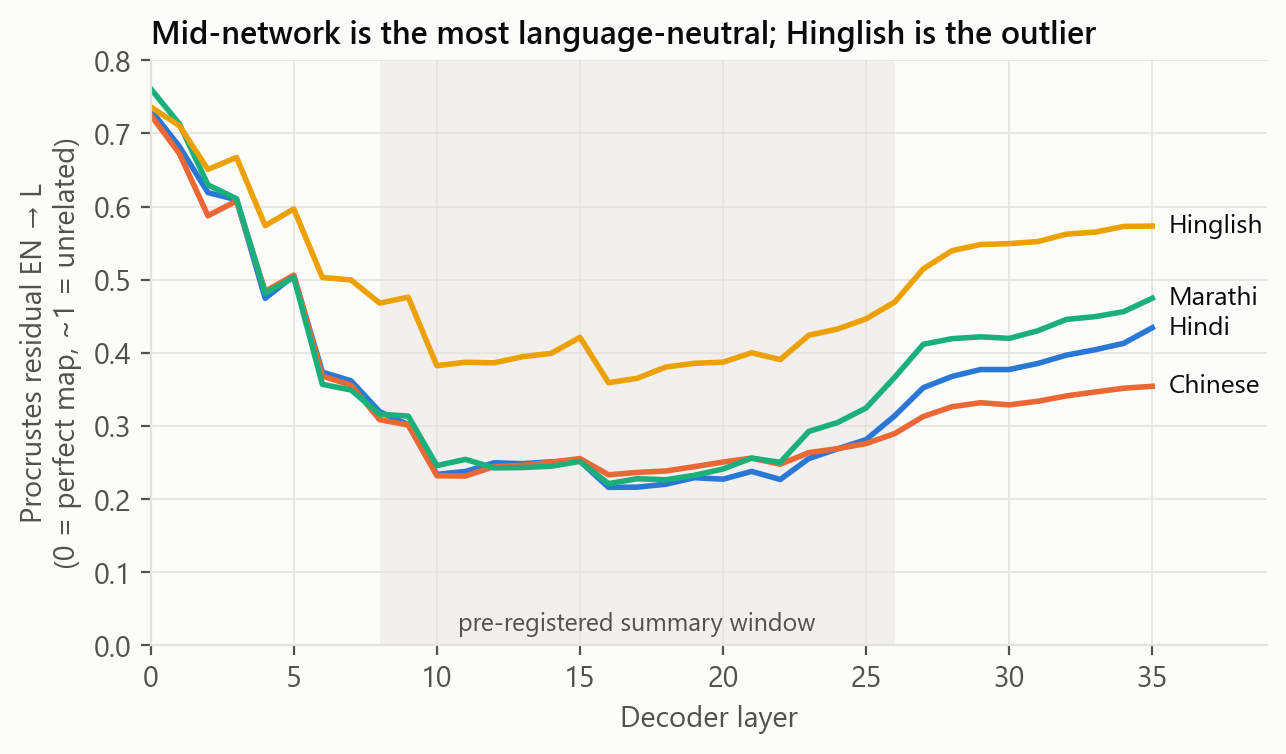 Mid-network is the most language-neutral; Hinglish is the outlier
Procrustes residual EN → L
(0 = perfect map, ~1 = unrelated)
0.8
0.7
0.6
0.5
0.4
0.3
0.2
0.1
0.0
Hinglish
Marathi
Hindi
Chinese
pre-registered summary window
0 5 10 15 20 25 30 35
Decoder layer